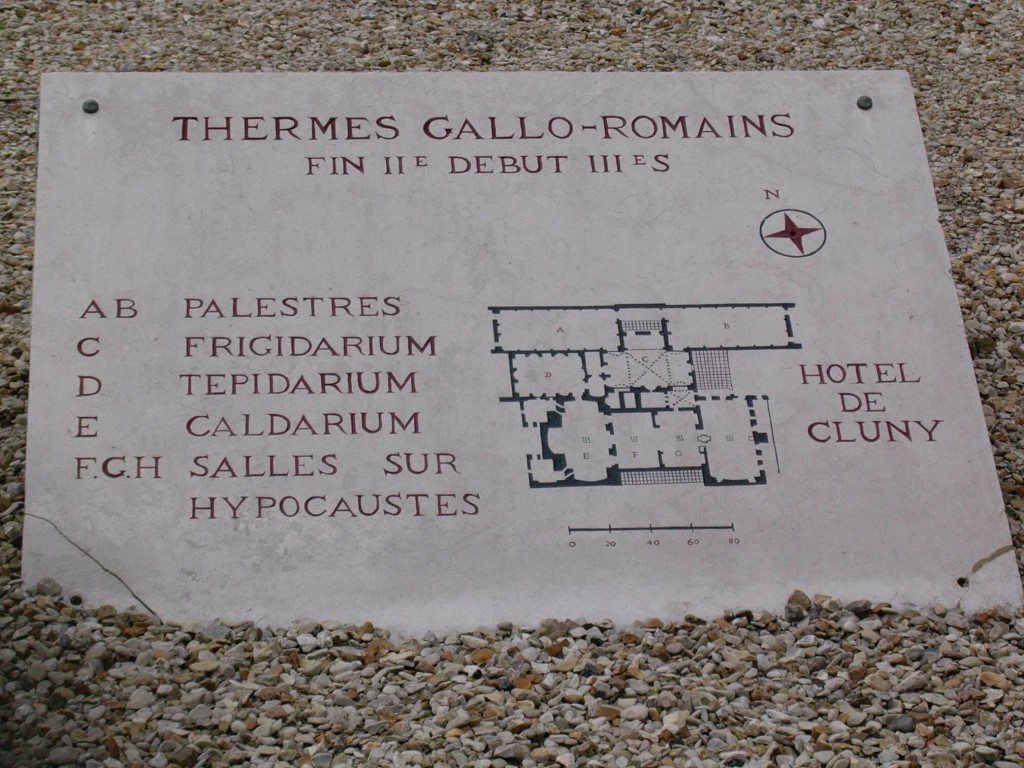 THERMES GALLO-ROMAINS
FIN IIE DEBUT IIIES
N
AB PALESTRES
C FRIGIDARIUM
D TEPIDARIUM
E CALDARIUM
F.G.H SALLES SUR
HYPOCAUSTES
A
B
C
D
E
F
G
HOTEL
DE
CLUNY
0 20 40 60 80